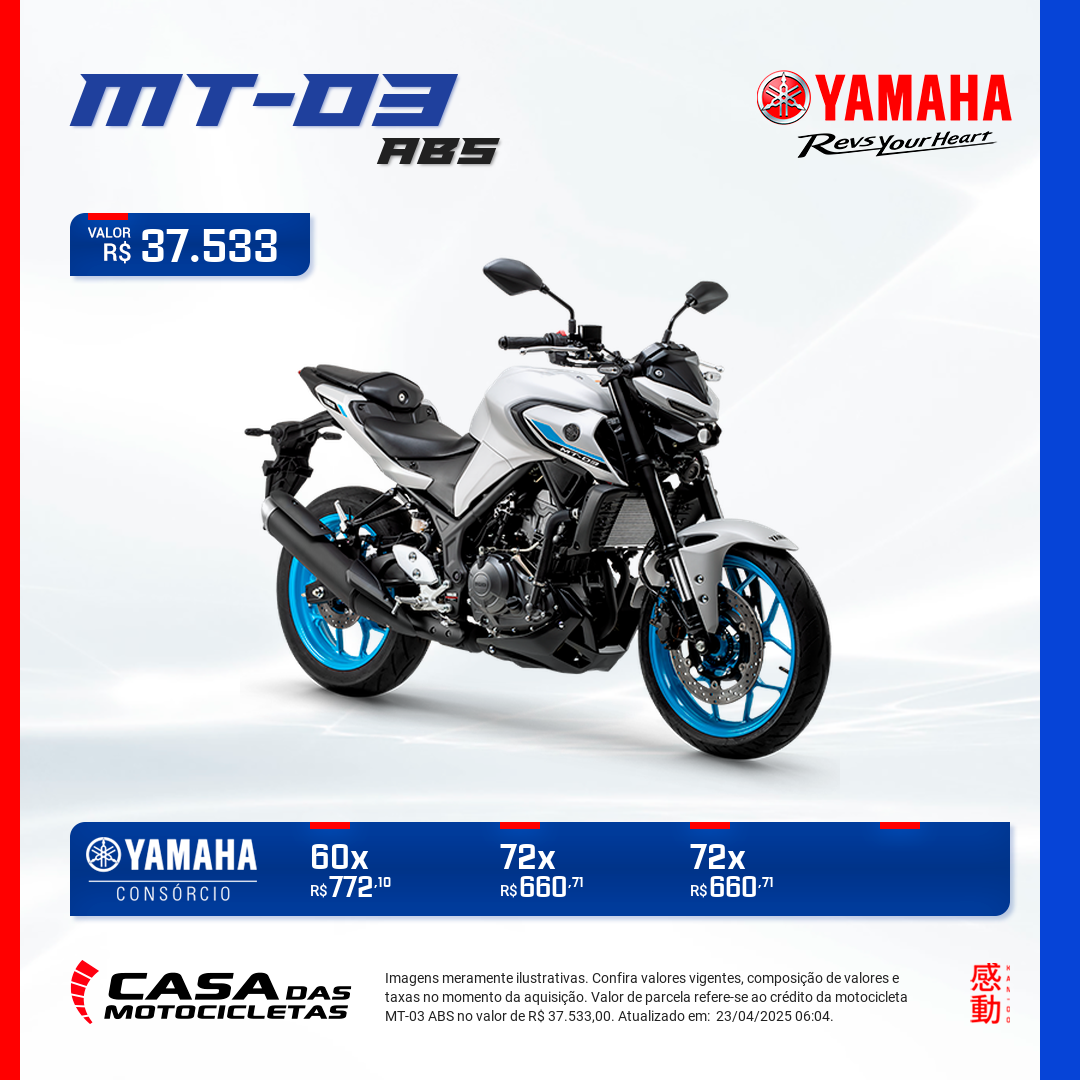 MT-03
ABS
YAMAHA
Revs Your Heart
VALOR
R$ 37.533
MT-03
YAMAHA
CONSÓRCIO
60x
R$ 772,10
72x
R$ 660,71
72x
R$ 660,71
CASA DAS
MOTOCICLETAS
Imagens meramente ilustrativas. Confira valores vigentes, composição de valores e
taxas no momento da aquisição. Valor de parcela refere-se ao crédito da motocicleta
MT-03 ABS no valor de R$ 37.533,00. Atualizado em: 23/04/2025 06:04.
感動